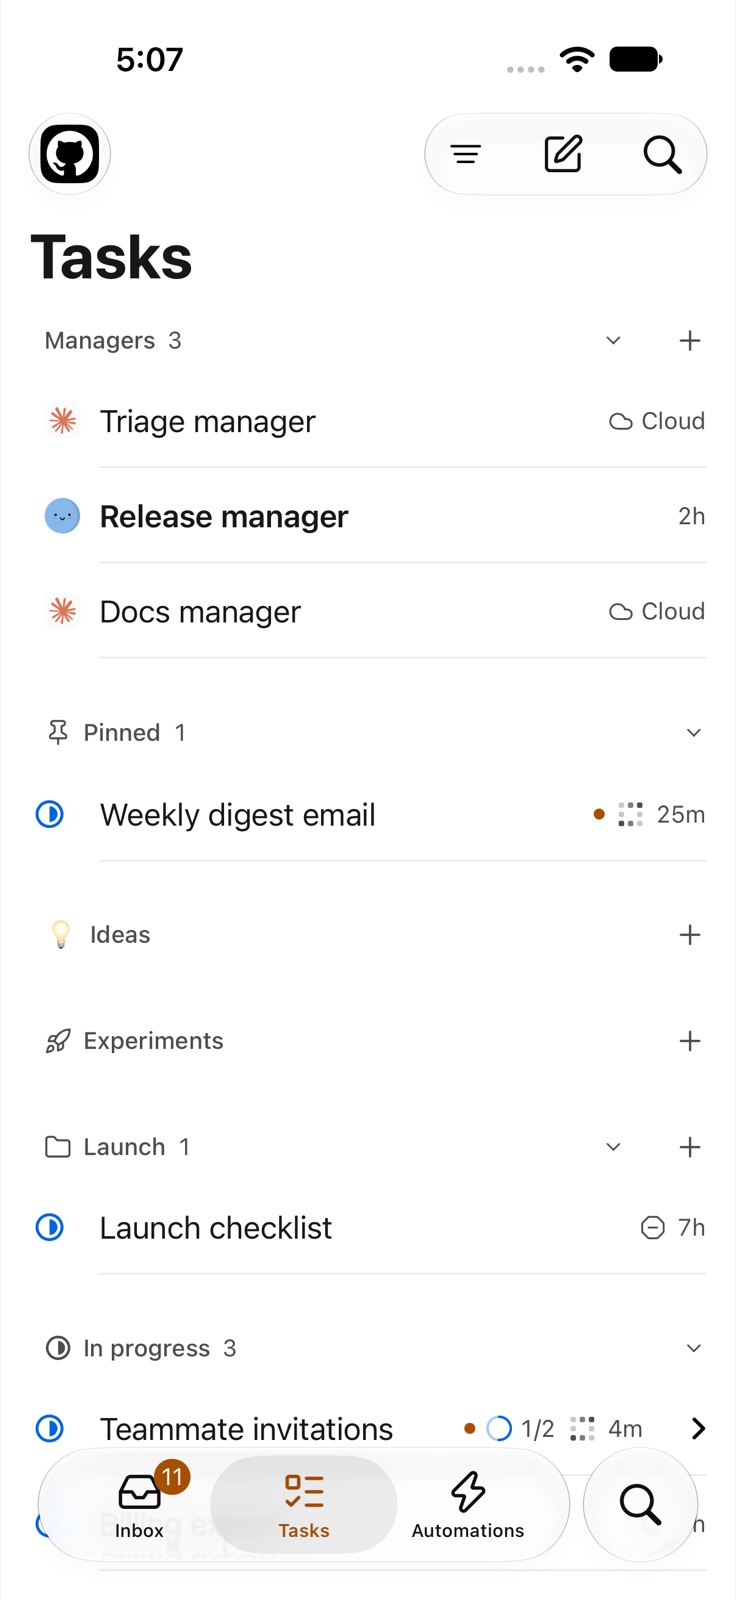 5:07
Tasks
Managers 3
Triage manager Cloud
Release manager 2h
Docs manager Cloud
Pinned 1
Weekly digest email 25m
Ideas
Experiments
Launch 1
Launch checklist 7h
In progress 3
Teammate invitations 1/2 4m
11
Inbox Tasks Automations